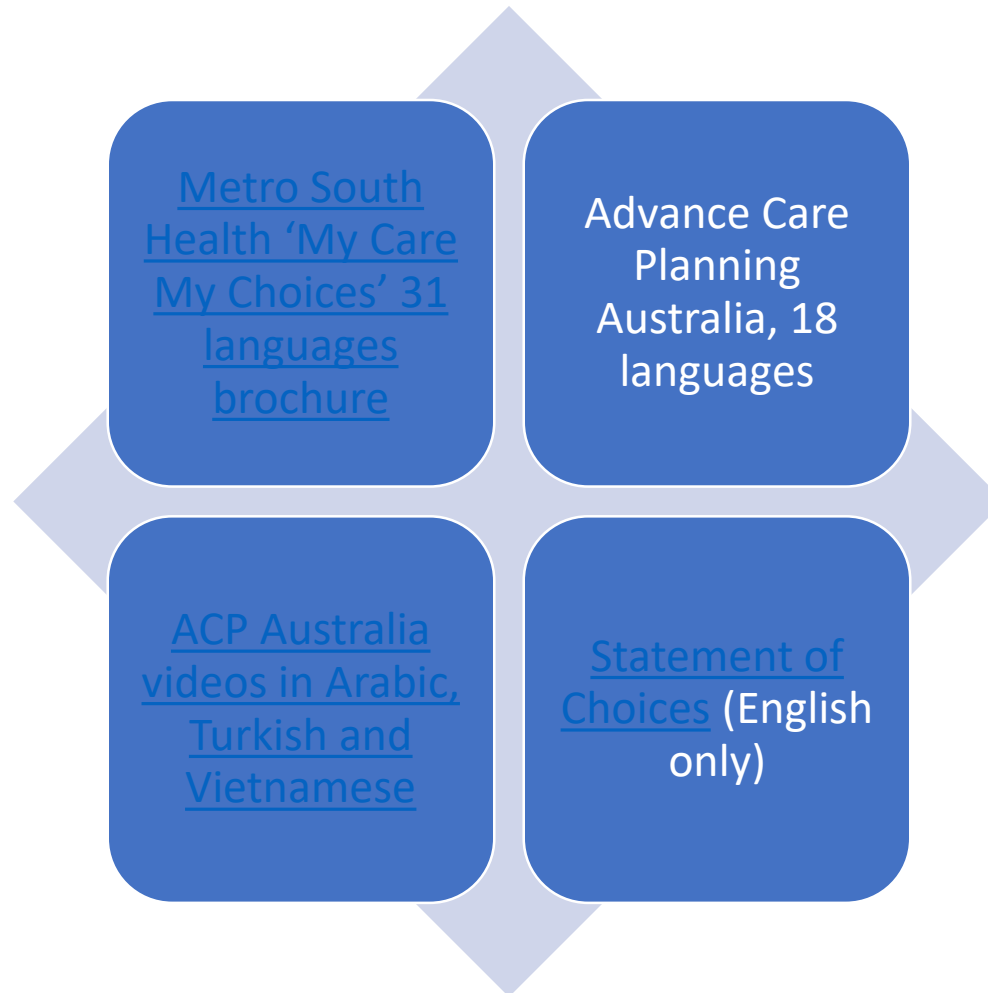 Metro South
Health ‘My Care
My Choices’ 31
languages
brochure
Advance Care
Planning
Australia, 18
languages
ACP Australia
videos in Arabic,
Turkish and
Vietnamese
Statement of
Choices (English
only)